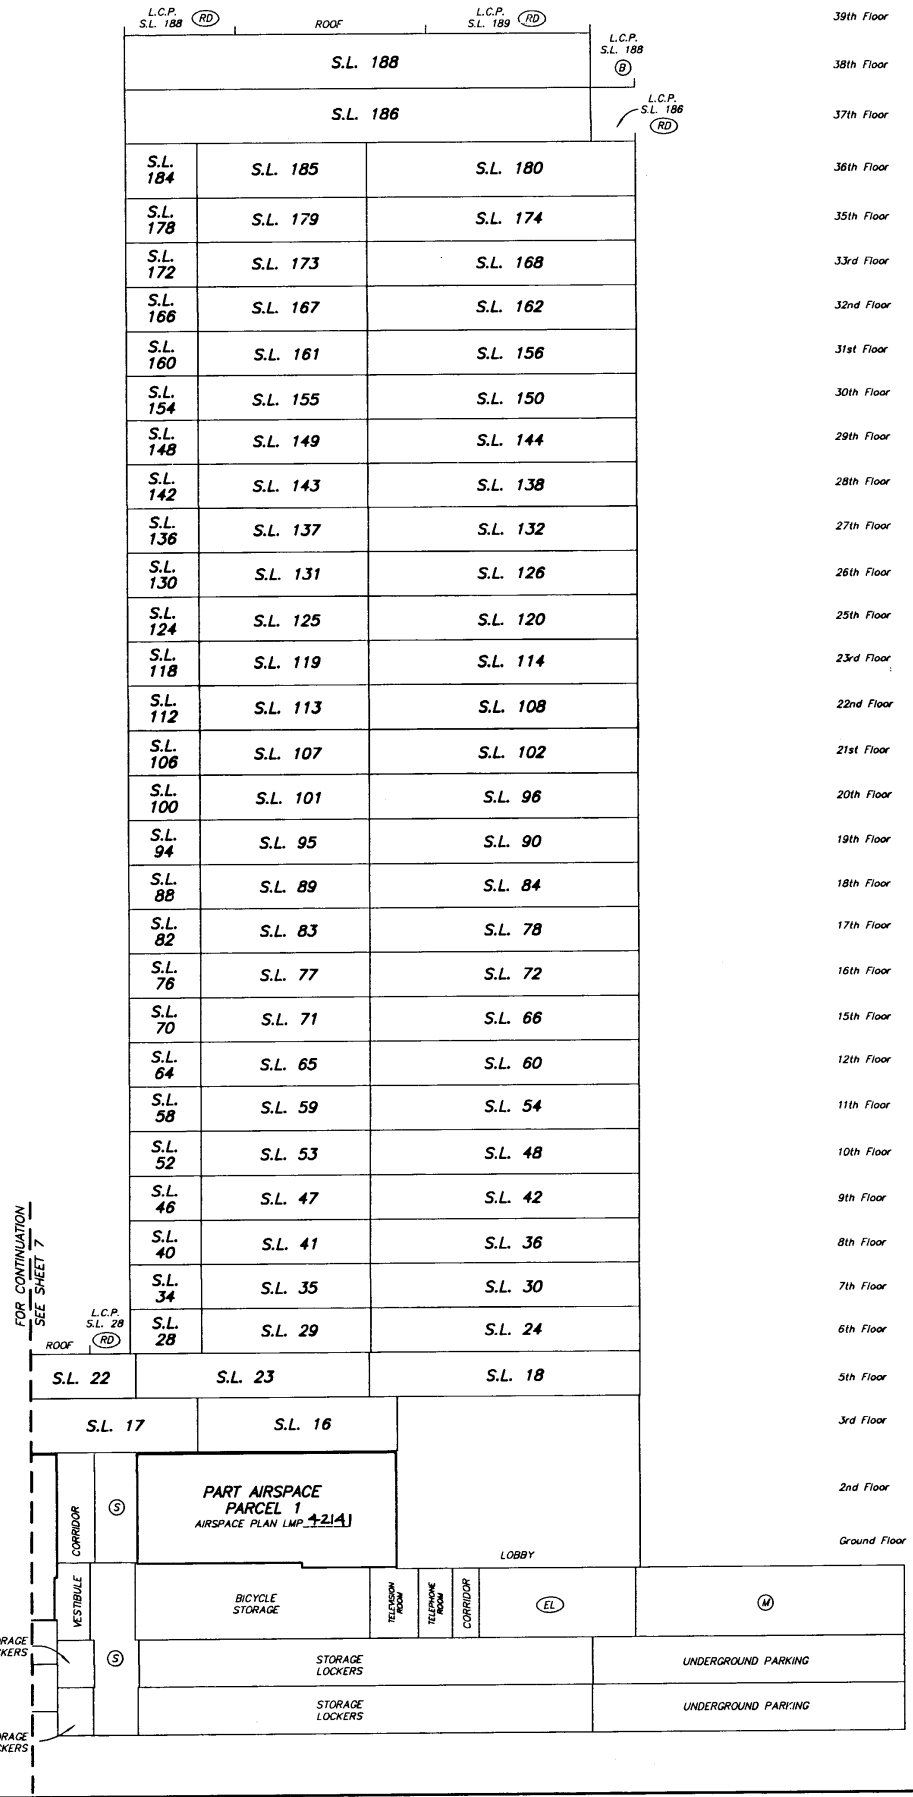 L.C.P.
S.L. 188 RD
ROOF
L.C.P.
S.L. 189 RD
39th Floor
S.L. 188
L.C.P.
S.L. 188
B
38th Floor
S.L. 186
L.C.P.
S.L. 186
RD
37th Floor
S.L. 184 S.L. 185 S.L. 180 36th Floor
S.L. 178 S.L. 179 S.L. 174 35th Floor
S.L. 172 S.L. 173 S.L. 168 33rd Floor
S.L. 166 S.L. 167 S.L. 162 32nd Floor
S.L. 160 S.L. 161 S.L. 156 31st Floor
S.L. 154 S.L. 155 S.L. 150 30th Floor
S.L. 148 S.L. 149 S.L. 144 29th Floor
S.L. 142 S.L. 143 S.L. 138 28th Floor
S.L. 136 S.L. 137 S.L. 132 27th Floor
S.L. 130 S.L. 131 S.L. 126 26th Floor
S.L. 124 S.L. 125 S.L. 120 25th Floor
S.L. 118 S.L. 119 S.L. 114 23rd Floor
S.L. 112 S.L. 113 S.L. 108 22nd Floor
S.L. 106 S.L. 107 S.L. 102 21st Floor
S.L. 100 S.L. 101 S.L. 96 20th Floor
S.L. 94 S.L. 95 S.L. 90 19th Floor
S.L. 88 S.L. 89 S.L. 84 18th Floor
S.L. 82 S.L. 83 S.L. 78 17th Floor
S.L. 76 S.L. 77 S.L. 72 16th Floor
S.L. 70 S.L. 71 S.L. 66 15th Floor
S.L. 64 S.L. 65 S.L. 60 12th Floor
S.L. 58 S.L. 59 S.L. 54 11th Floor
S.L. 52 S.L. 53 S.L. 48 10th Floor
S.L. 46 S.L. 47 S.L. 42 9th Floor
S.L. 40 S.L. 41 S.L. 36 8th Floor
S.L. 34 S.L. 35 S.L. 30 7th Floor
S.L. 28 S.L. 29 S.L. 24 6th Floor
FOR CONTINUATION
SEE SHEET 7
ROOF
L.C.P.
S.L. 28
RD
S.L. 22 S.L. 23 S.L. 18 5th Floor
S.L. 17 S.L. 16 3rd Floor
CORRIDOR
S
PART AIRSPACE
PARCEL 1
AIRSPACE PLAN LMP 42141
2nd Floor
LOBBY
Ground Floor
VESTIBULE
BICYCLE
STORAGE
TELEVISION
ROOM
TELEPHONE
ROOM
CORRIDOR
EL
M
S
STORAGE
LOCKERS
UNDERGROUND PARKING
STORAGE
LOCKERS
UNDERGROUND PARKING